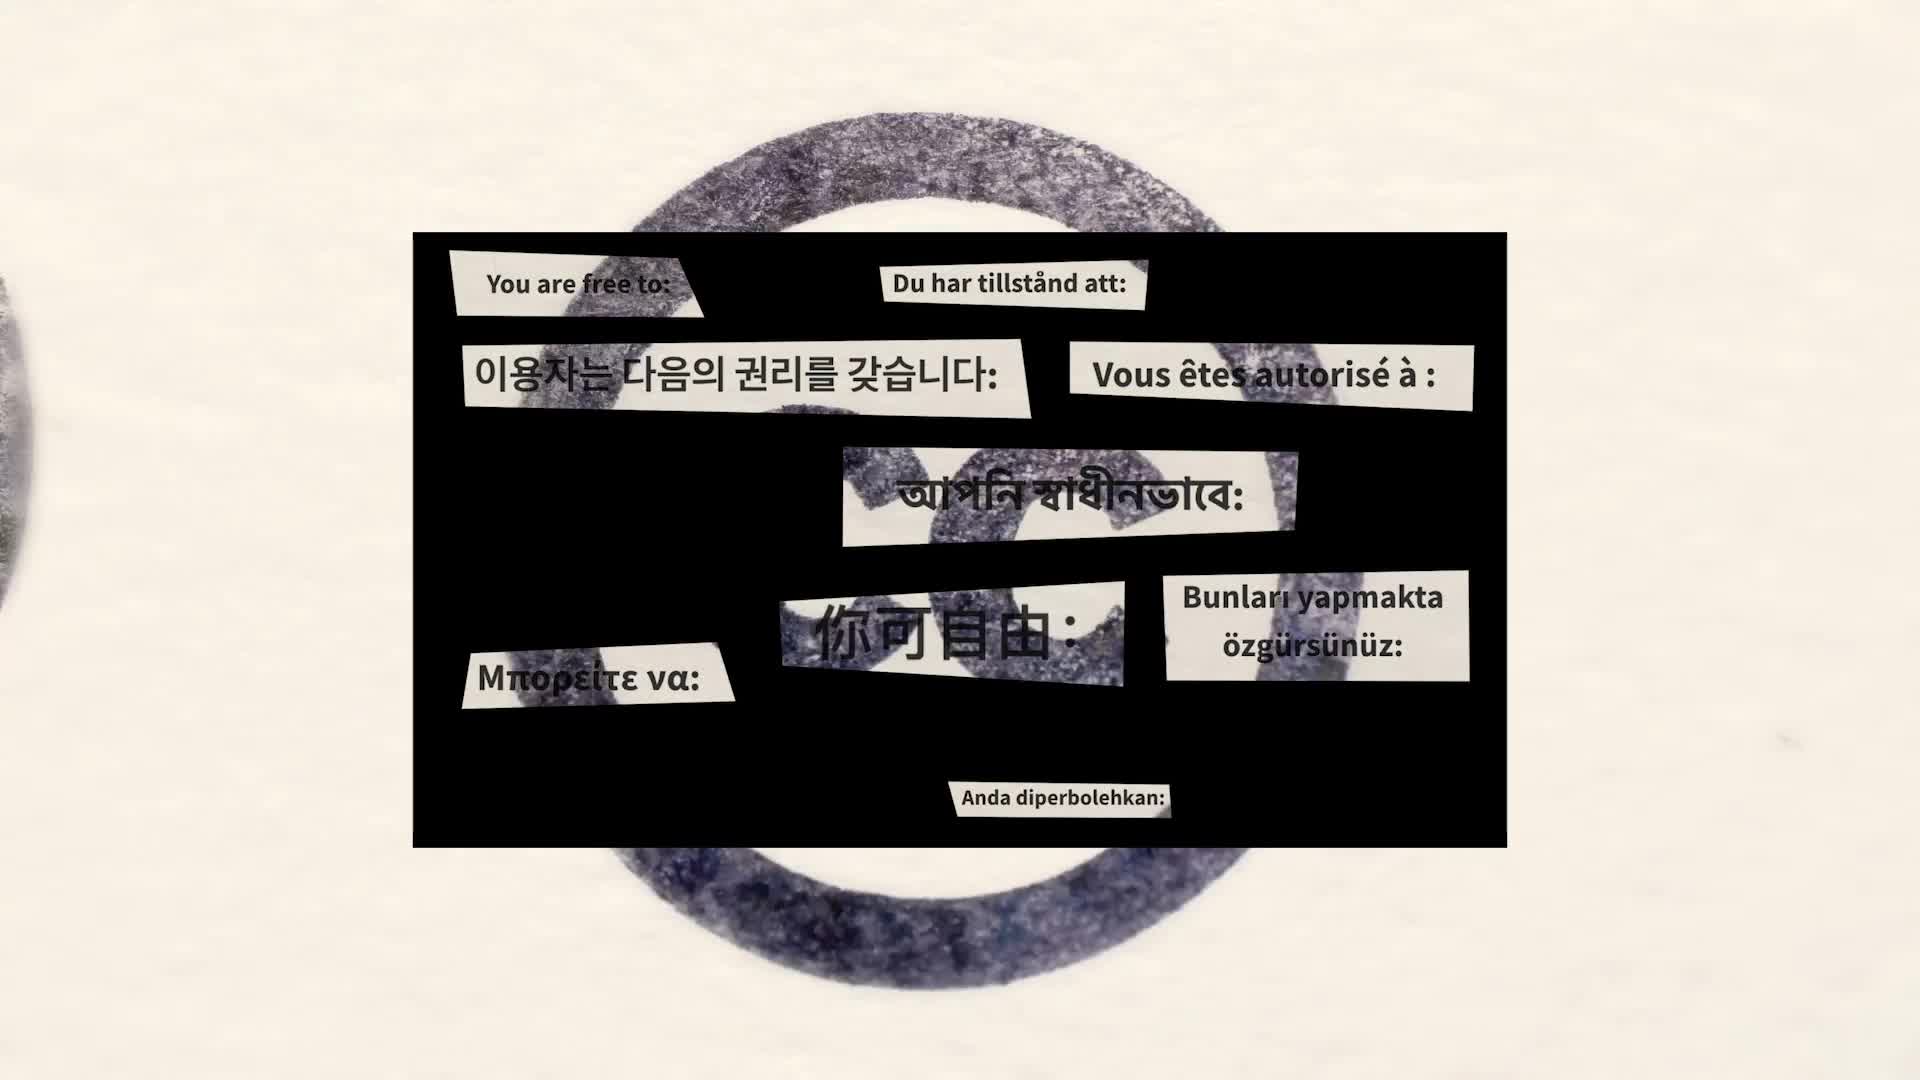 You are free to:
Du har tillstånd att:
이용자는 다음의 권리를 갖습니다:
Vous êtes autorisé à :
আপনি স্বাধীনভাবে:
你可自由：
Bunları yapmakta
özgürsünüz:
Μπορείτε να:
Anda diperbolehkan: